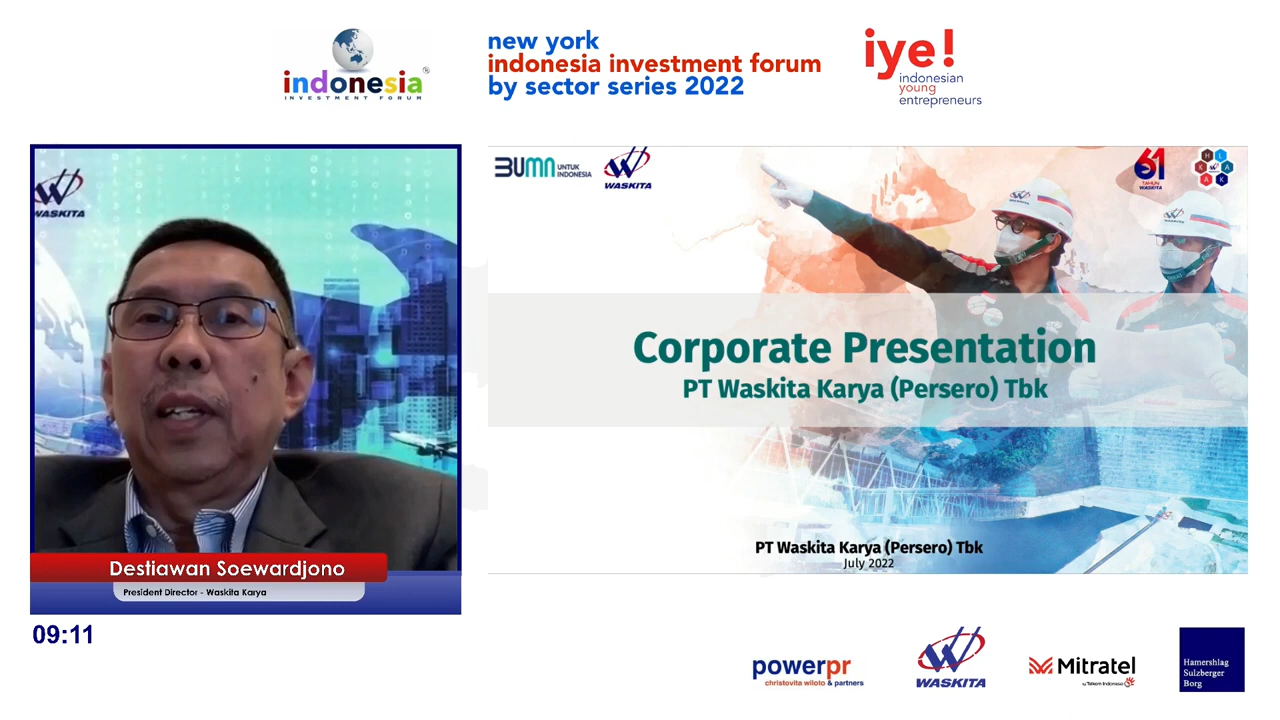 indonesia
INVESTMENT FORUM
new york
indonesia investment forum
by sector series 2022
iye!
indonesian
young
entrepreneurs
WASKITA
Destiawan Soewardjono
President Director - Waskita Karya
09:11
BUMN UNTUK
INDONESIA
WASKITA
61
TAHUN
WASKITA
H L
K A
A K
Corporate Presentation
PT Waskita Karya (Persero) Tbk
PT Waskita Karya (Persero) Tbk
July 2022
powerpr
christovita wiloto & partners
WASKITA
Mitratel
by Telkom Indonesia
Hamershlag
Sulzberger
Borg